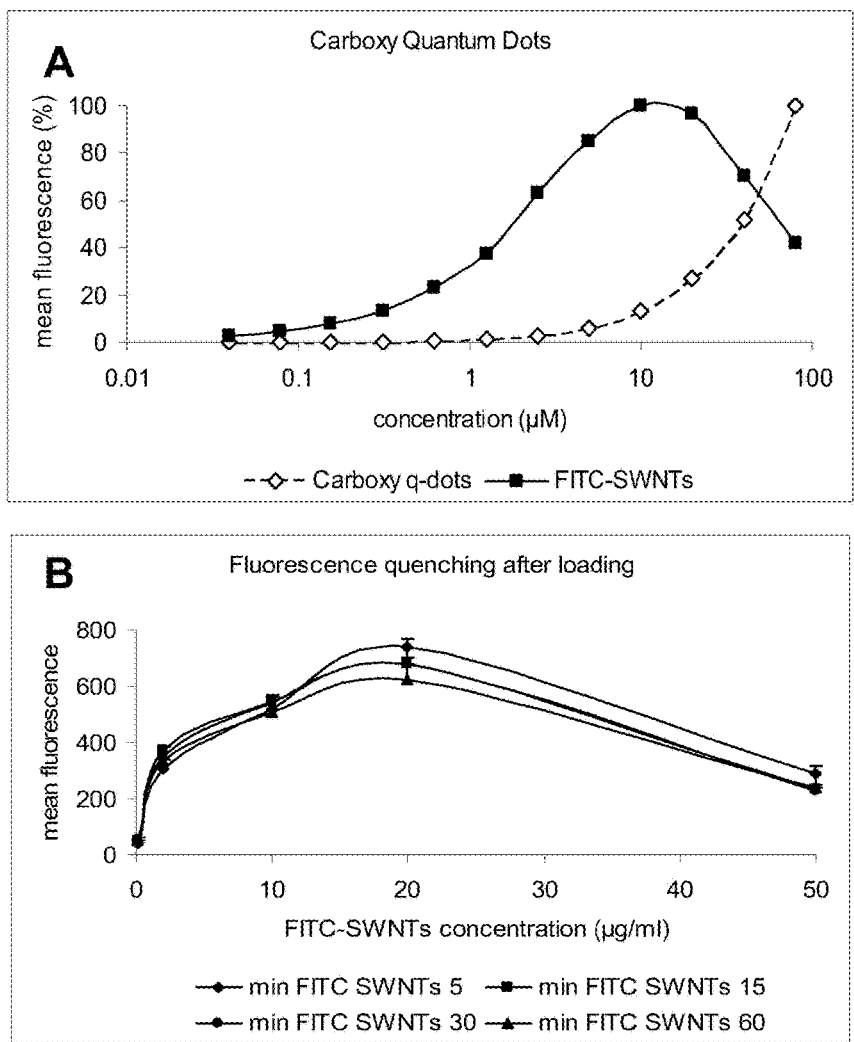 A
Carboxy Quantum Dots
mean fluorescence (%)
100
80
60
40
20
0
0.01 0.1 1 10 100
concentration (µM)
Carboxy q-dots FITC-SWNTs
B
Fluorescence quenching after loading
mean fluorescence
800
600
400
200
0
0 10 20 30 40 50
FITC-SWNTs concentration (µg/ml)
min FITC SWNTs 5 min FITC SWNTs 15
min FITC SWNTs 30 min FITC SWNTs 60